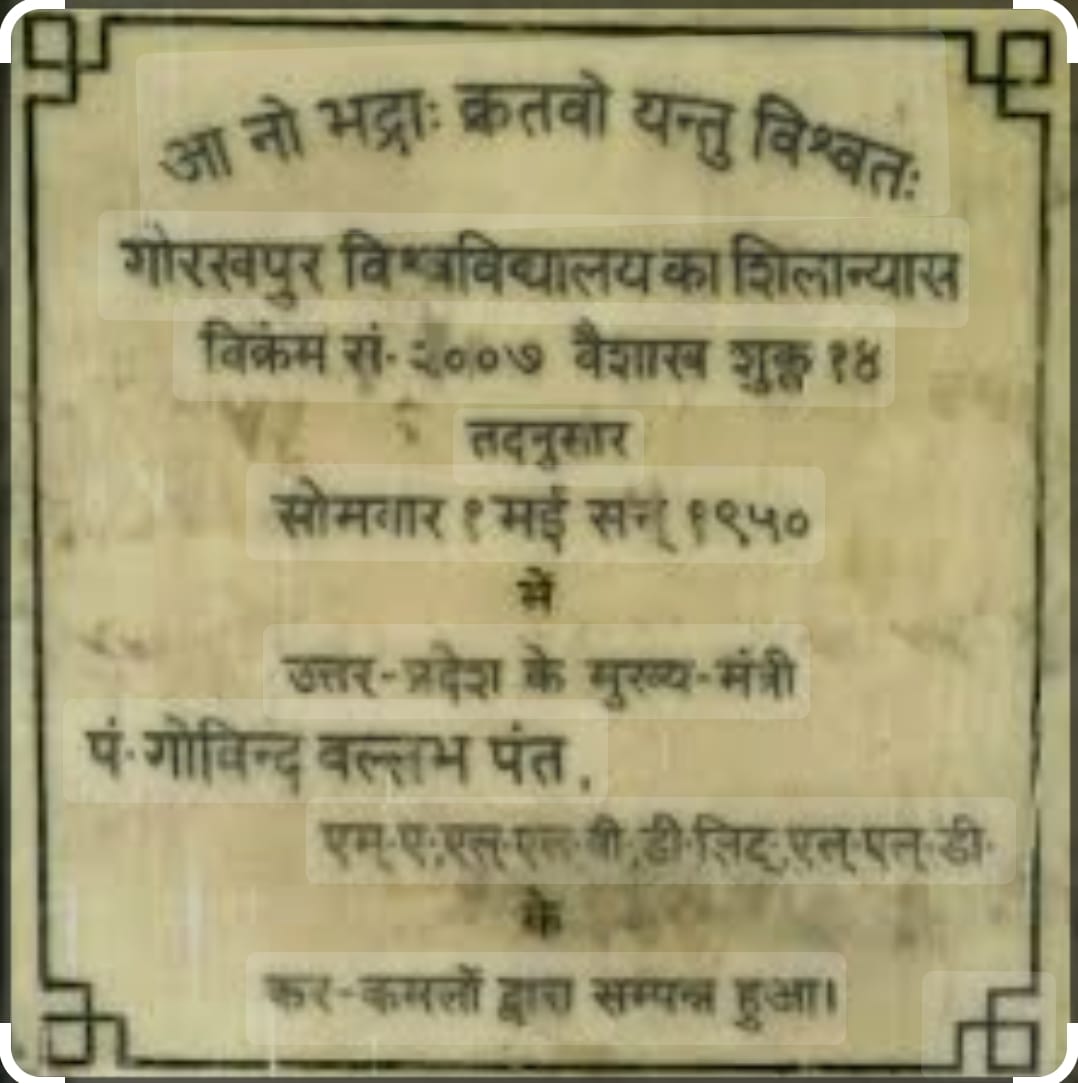 आ नो भद्राः क्रतवो यन्तु विश्वतः
गोरखपुर विश्वविद्यालय का शिलान्यास
विक्रम सं॰ २००७ वैशाख शुक्ल १४
तदनुसार
सोमवार १ मई सन् १९५०
में
उत्तर-प्रदेश के मुख्य-मंत्री
पं॰ गोविन्द वल्लभ पंत,
एम॰ए॰,एल॰एल॰बी॰,डी॰लिट्॰,एल॰एल॰डी॰
के
कर-कमलों द्वारा सम्पन्न हुआ।